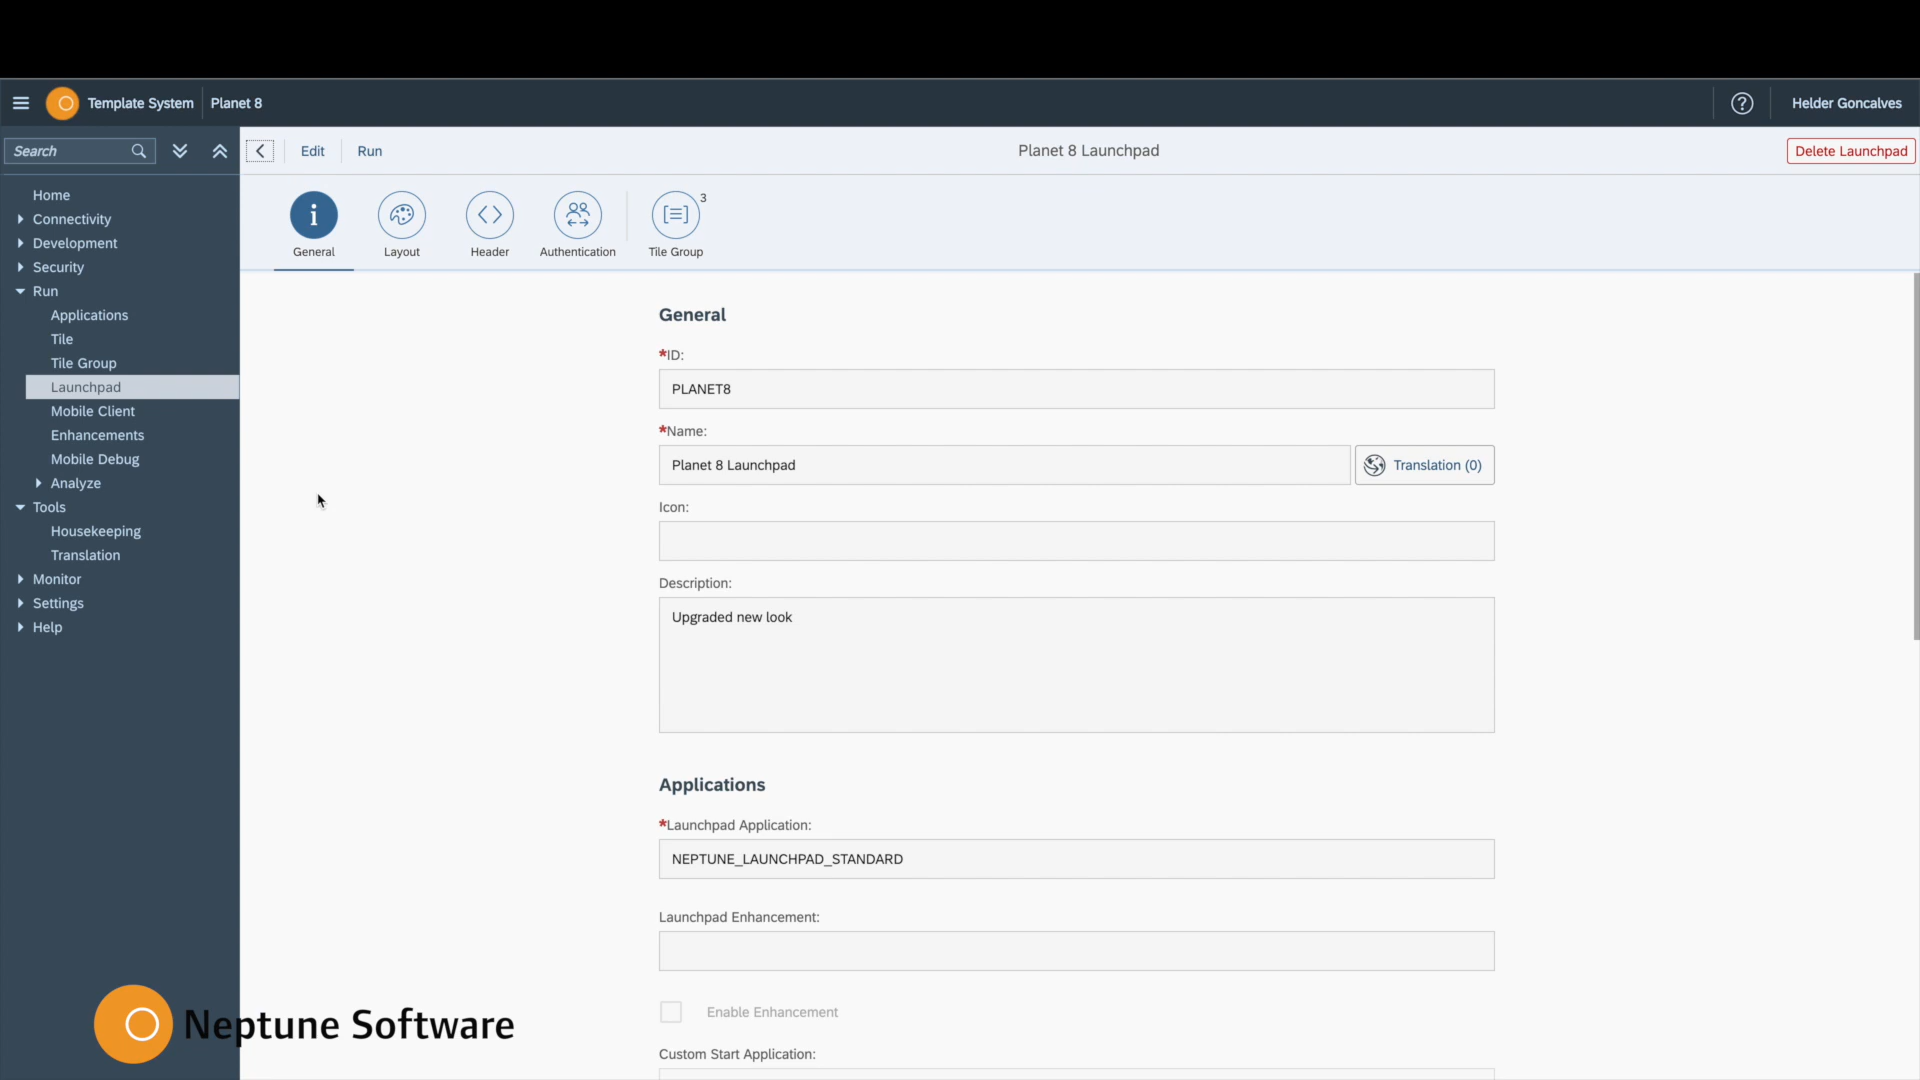 Template System
Planet 8
Helder Goncalves
Search
Edit
Run
Planet 8 Launchpad
Delete Launchpad
Home
Connectivity
Development
Security
Run
Applications
Tile
Tile Group
Launchpad
Mobile Client
Enhancements
Mobile Debug
Analyze
Tools
Housekeeping
Translation
Monitor
Settings
Help
General
Layout
Header
Authentication
3
Tile Group
General
*ID:
PLANET8
*Name:
Planet 8 Launchpad
Translation (0)
Icon:
Description:
Upgraded new look
Applications
*Launchpad Application:
NEPTUNE_LAUNCHPAD_STANDARD
Launchpad Enhancement:
Enable Enhancement
Custom Start Application:
Neptune Software